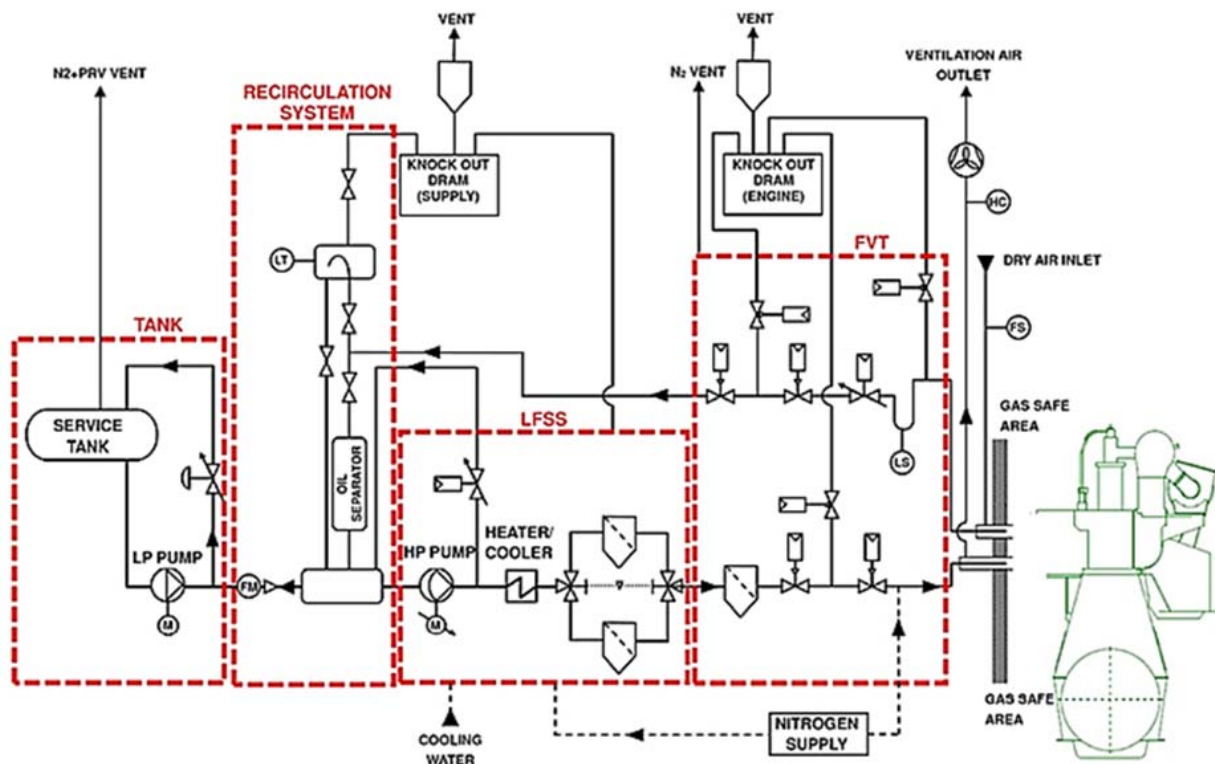 VENT
VENT
N2+PRV VENT
RECIRCULATION
SYSTEM
N₂ VENT
VENTILATION AIR
OUTLET
KNOCK OUT
DRAM
(SUPPLY)
KNOCK OUT
DRAM
(ENGINE)
HC
FVT
LT
DRY AIR INLET
TANK
FS
SERVICE
TANK
LFSS
GAS SAFE
AREA
LS
OIL
SEPARATOR
LP PUMP
HP PUMP
HEATER/
COOLER
FM
M
M
GAS SAFE
AREA
COOLING
WATER
NITROGEN
SUPPLY